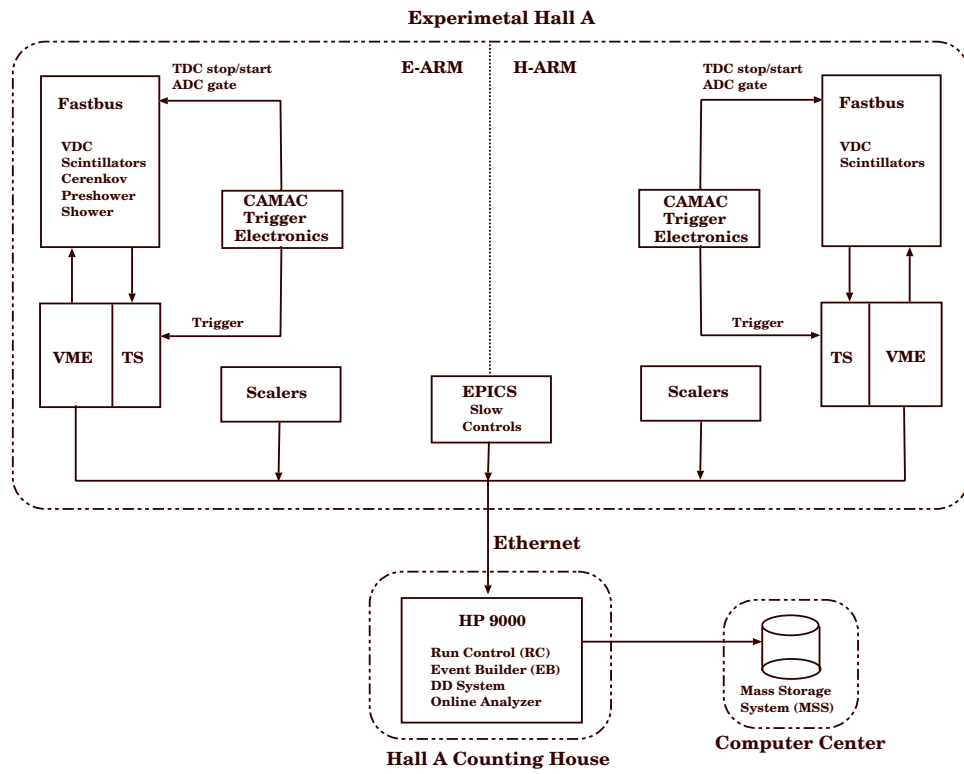 Experimetal Hall A
E-ARM
H-ARM
TDC stop/start
ADC gate
Fastbus
VDC
Scintillators
Cerenkov
Preshower
Shower
CAMAC
Trigger
Electronics
Trigger
VME
TS
Scalers
EPICS
Slow
Controls
TDC stop/start
ADC gate
Fastbus
VDC
Scintillators
CAMAC
Trigger
Electronics
Trigger
TS
VME
Scalers
Ethernet
HP 9000
Run Control (RC)
Event Builder (EB)
DD System
Online Analyzer
Hall A Counting House
Mass Storage
System (MSS)
Computer Center